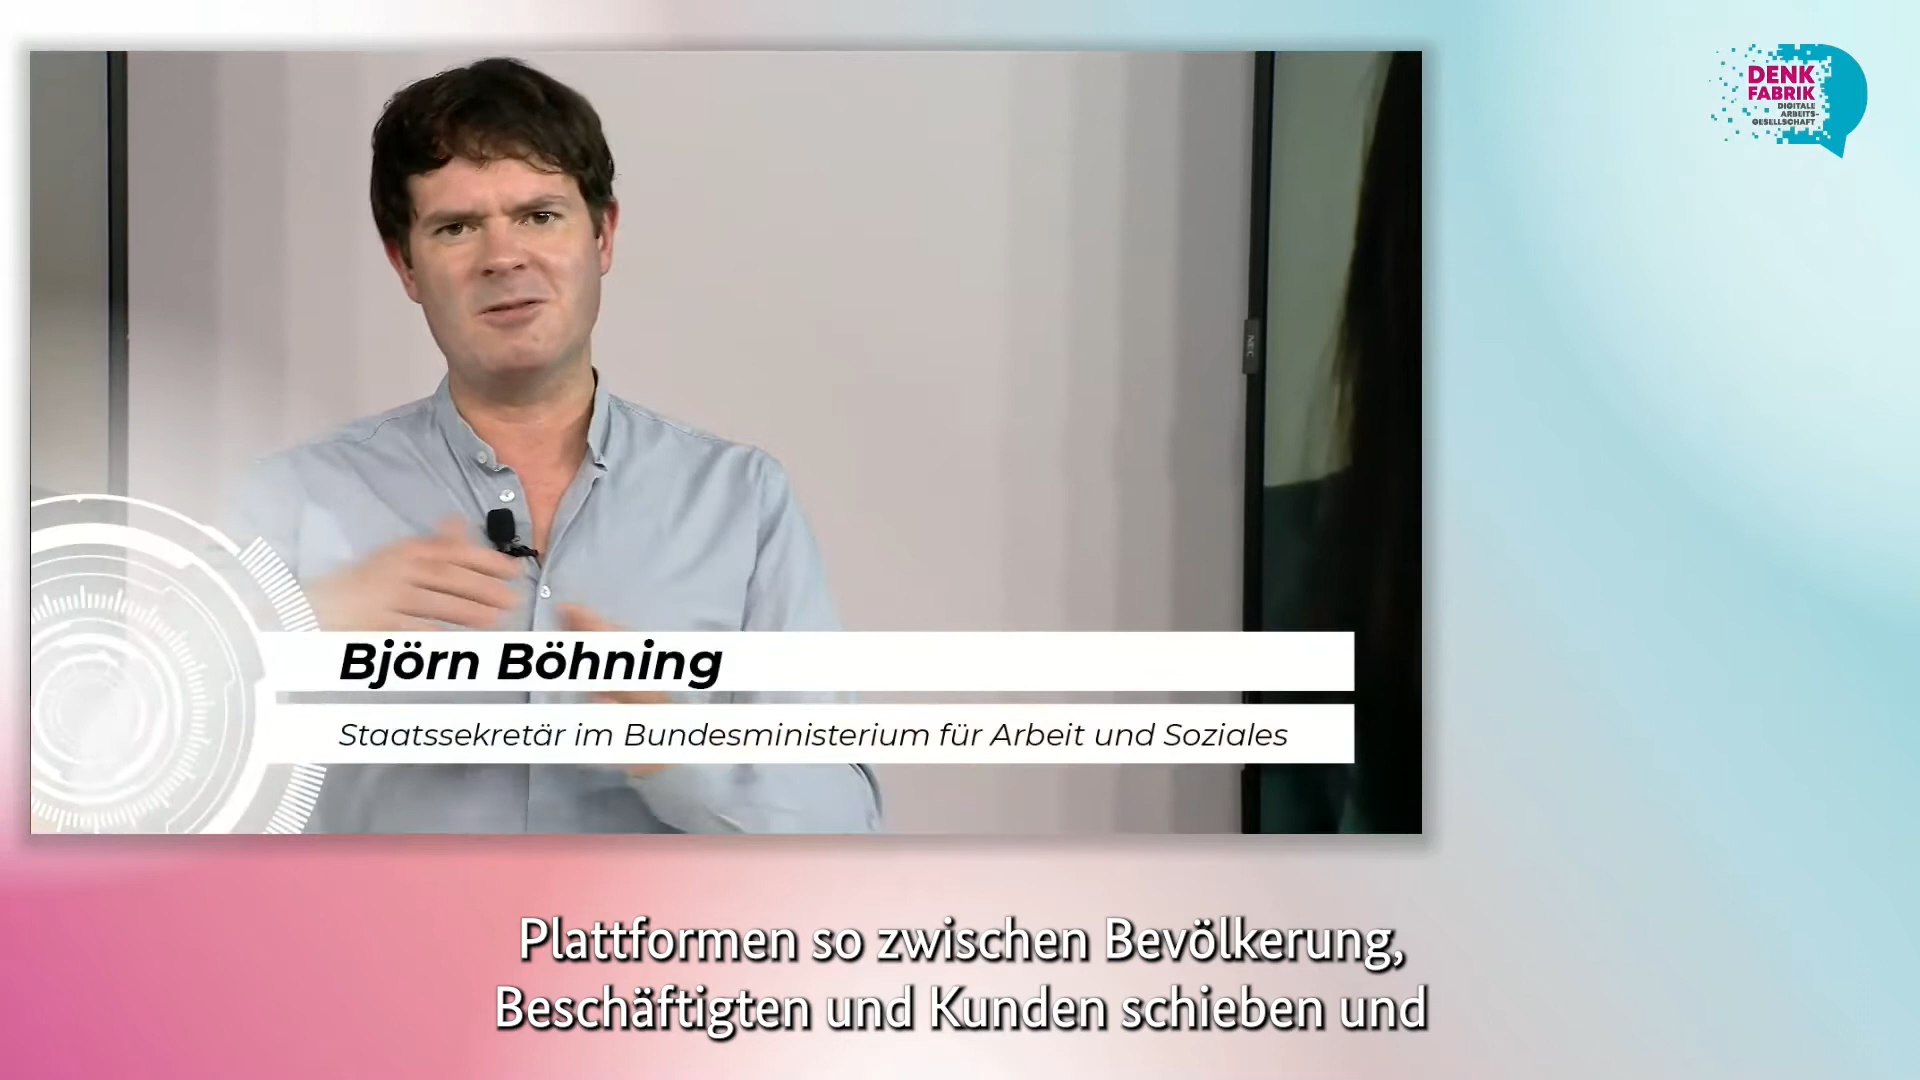 DENK
FABRIK
DIGITALE
ARBEITS-
GESELLSCHAFT
NEC
Björn Böhning
Staatssekretär im Bundesministerium für Arbeit und Soziales
Plattformen so zwischen Bevölkerung,
Beschäftigten und Kunden schieben und